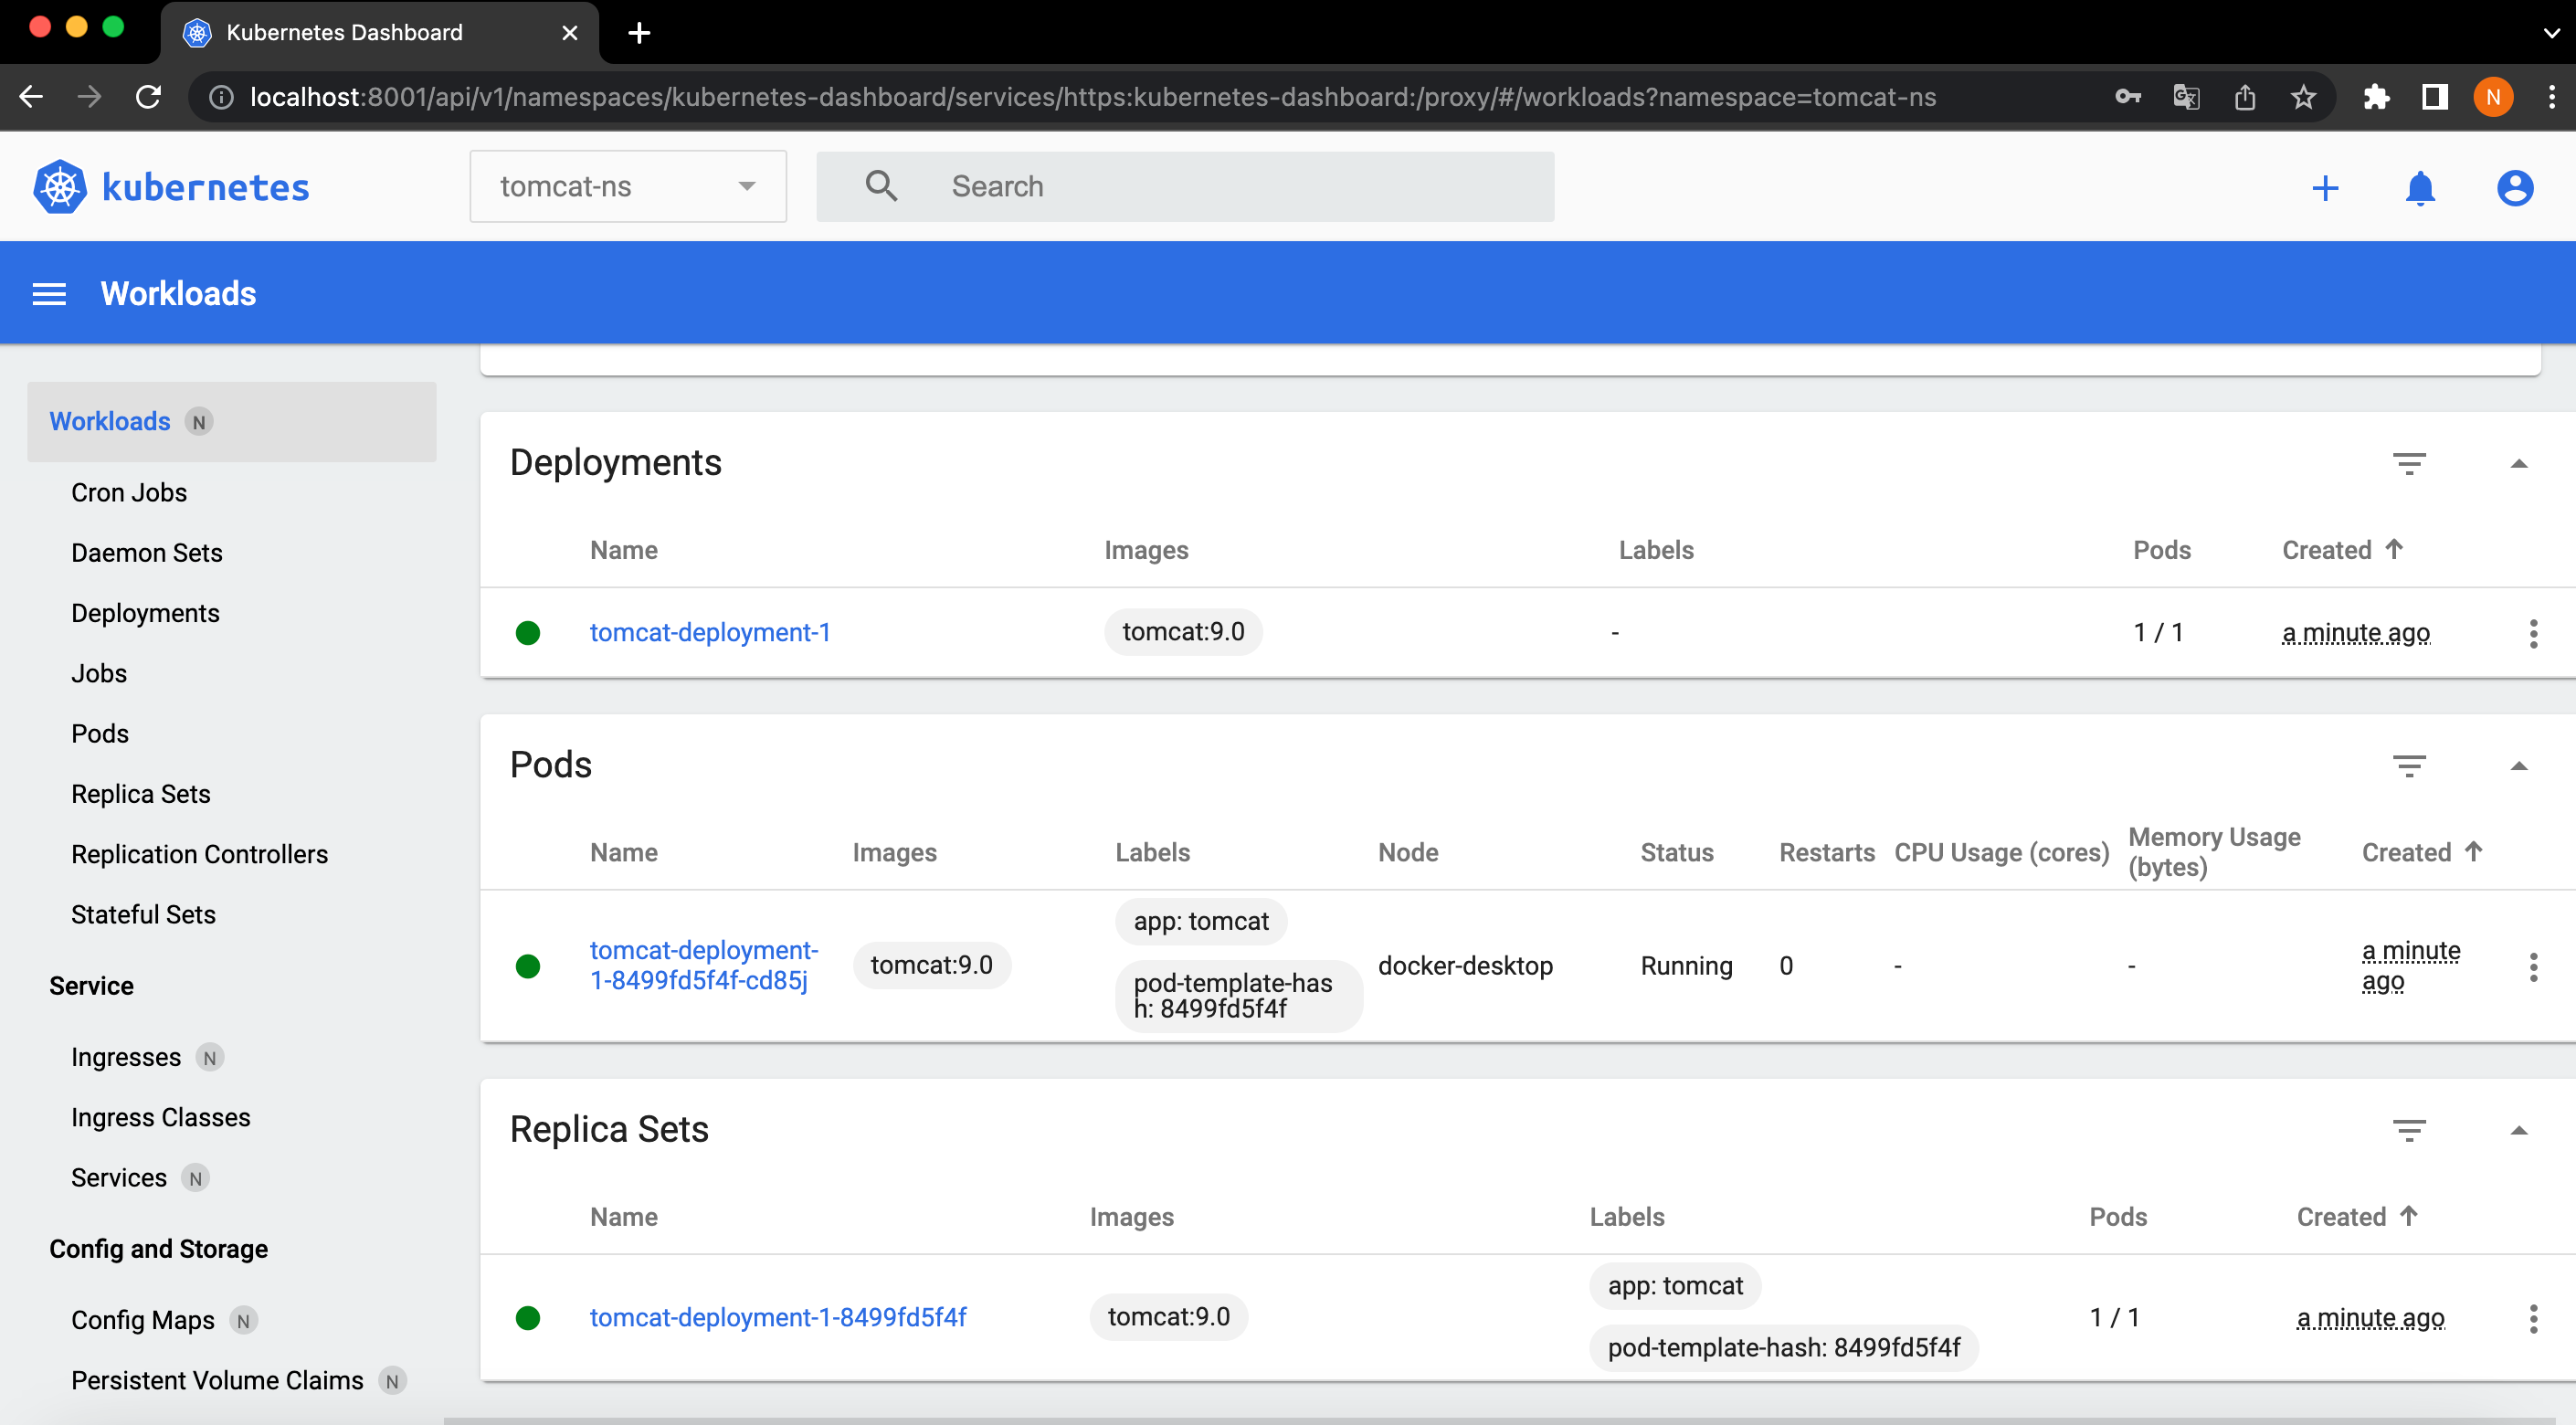 Kubernetes Dashboard
localhost:8001/api/v1/namespaces/kubernetes-dashboard/services/https:kubernetes-dashboard:/proxy/#/workloads?namespace=tomcat-ns
N
kubernetes
tomcat-ns
Search
Workloads
Workloads N
Cron Jobs
Daemon Sets
Deployments
Jobs
Pods
Replica Sets
Replication Controllers
Stateful Sets
Service
Ingresses N
Ingress Classes
Services N
Config and Storage
Config Maps N
Persistent Volume Claims N
Deployments
Name Images Labels Pods Created
tomcat-deployment-1 tomcat:9.0 - 1 / 1 a minute ago
Pods
Name Images Labels Node Status Restarts CPU Usage (cores) Memory Usage
(bytes) Created
tomcat-deployment-
1-8499fd5f4f-cd85j
tomcat:9.0
app: tomcat
pod-template-has
h: 8499fd5f4f
docker-desktop Running 0 - -
a minute
ago
Replica Sets
Name Images Labels Pods Created
tomcat-deployment-1-8499fd5f4f tomcat:9.0
app: tomcat
pod-template-hash: 8499fd5f4f
1 / 1 a minute ago